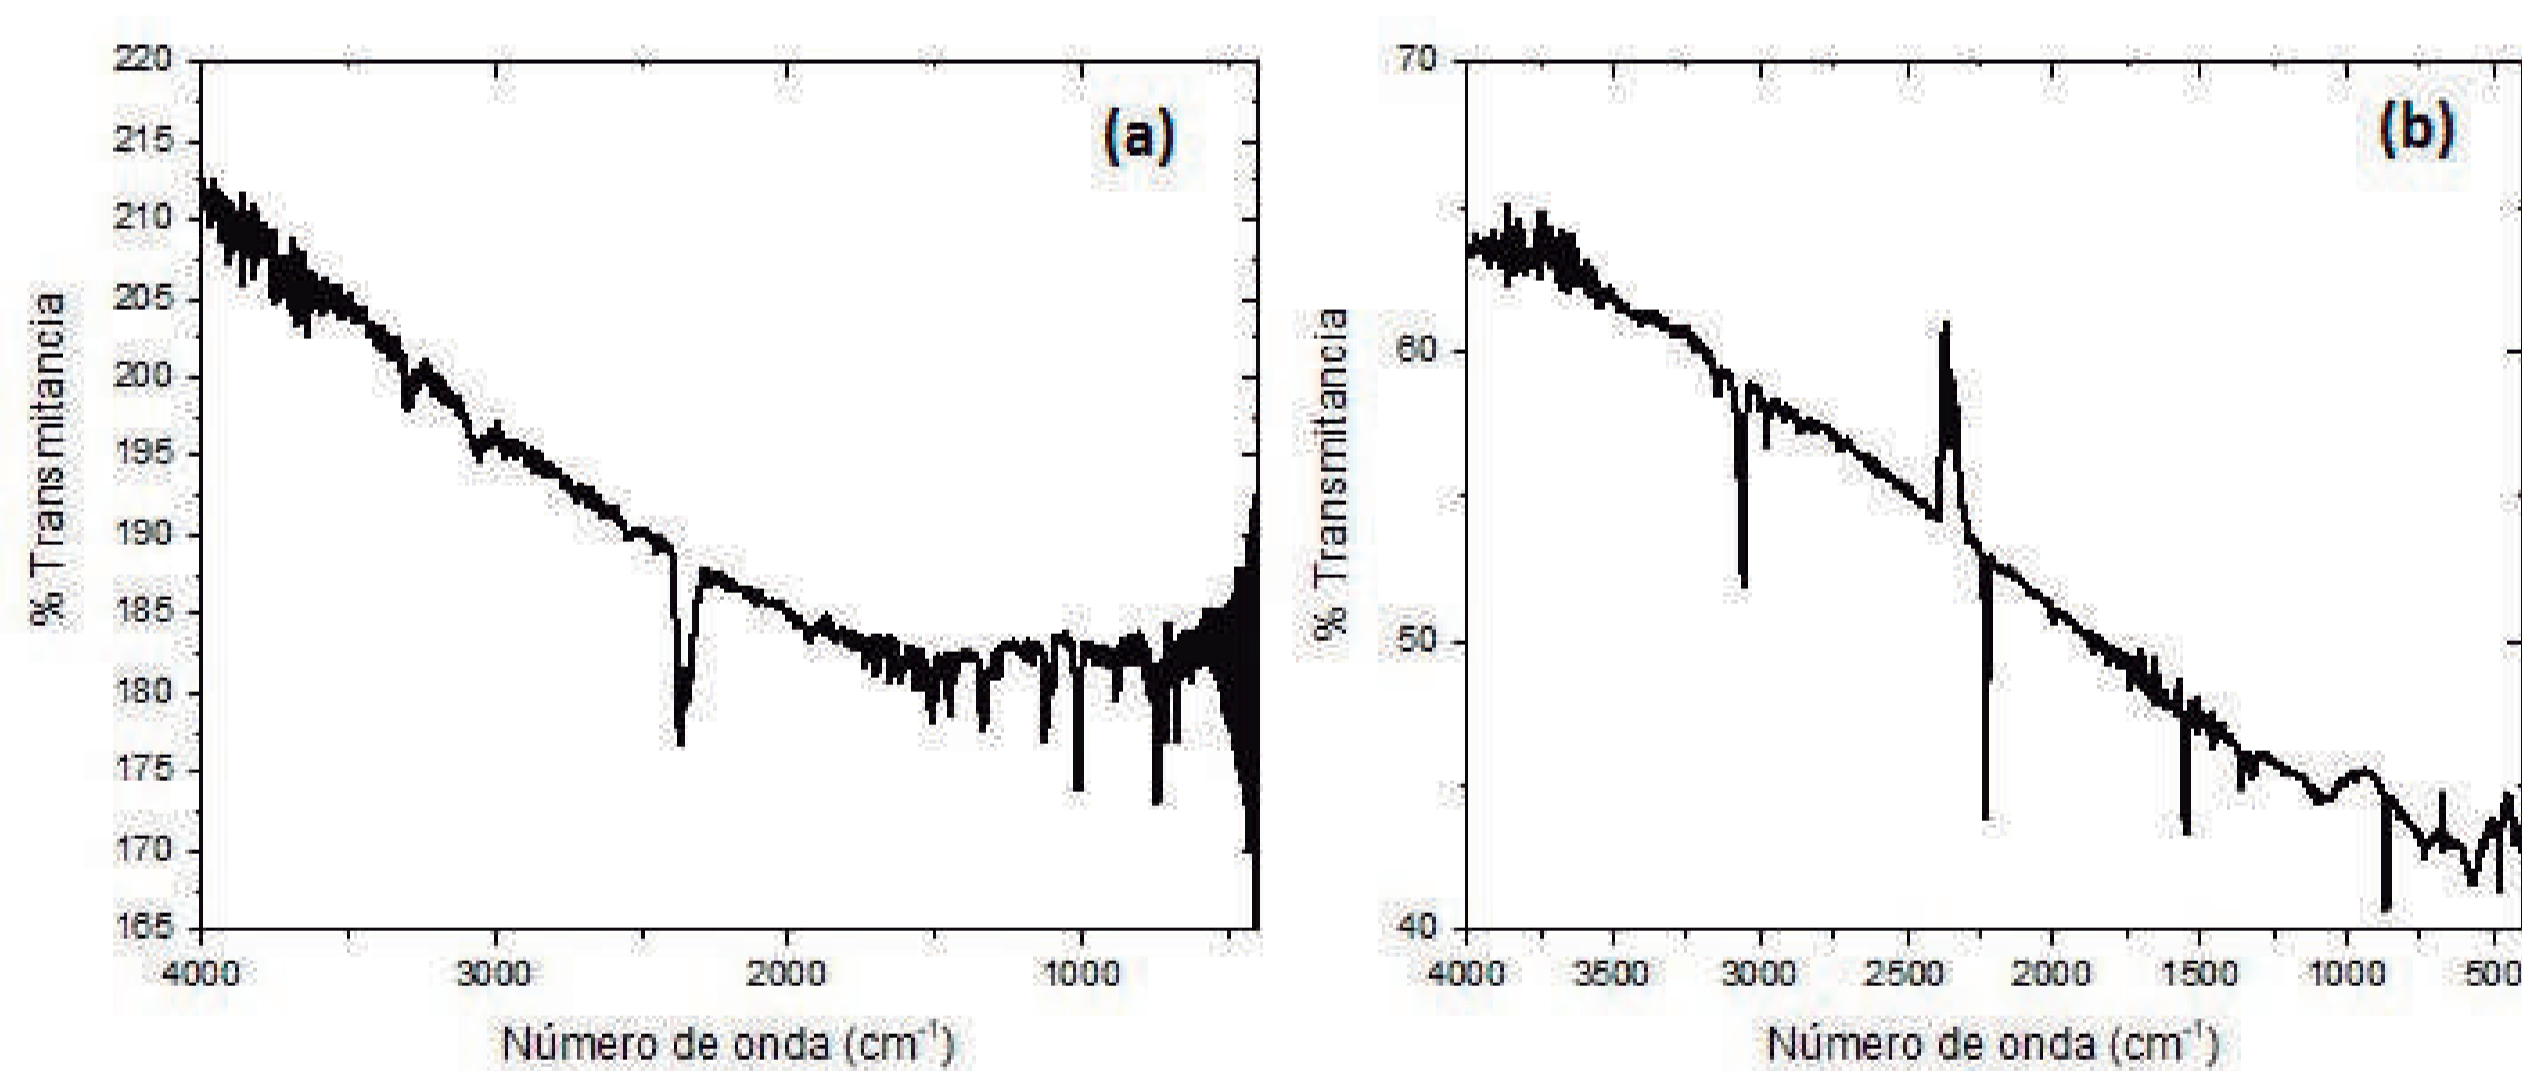 (a)
% Transmitancia
220
215
210
205
200
195
190
185
180
175
170
165
4000 3000 2000 1000
Número de onda (cm⁻¹)
(b)
% Transmitancia
70
60
50
40
4000 3500 3000 2500 2000 1500 1000 500
Número de onda (cm⁻¹)